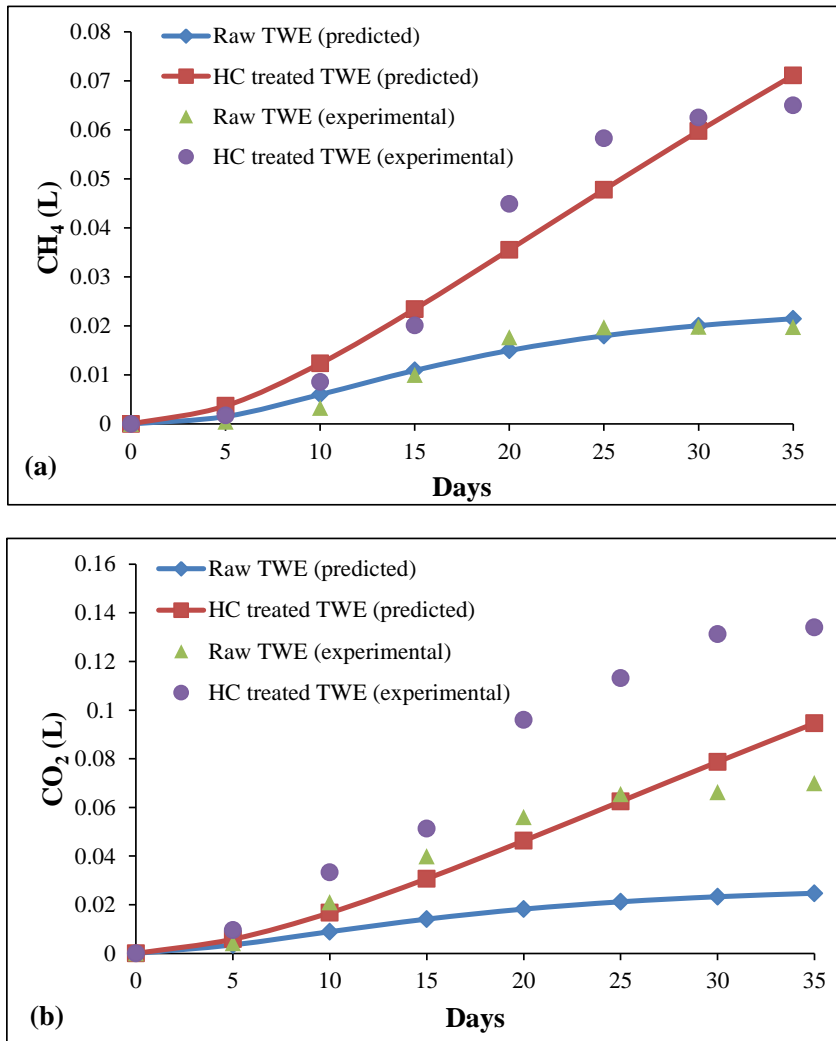 0.08
0.07
0.06
0.05
0.04
0.03
0.02
0.01
0
CH₄ (L)
Raw TWE (predicted)
HC treated TWE (predicted)
Raw TWE (experimental)
HC treated TWE (experimental)
0 5 10 15 20 25 30 35
(a)
Days
0.16
0.14
0.12
0.1
0.08
0.06
0.04
0.02
0
CO₂ (L)
Raw TWE (predicted)
HC treated TWE (predicted)
Raw TWE (experimental)
HC treated TWE (experimental)
0 5 10 15 20 25 30 35
(b)
Days